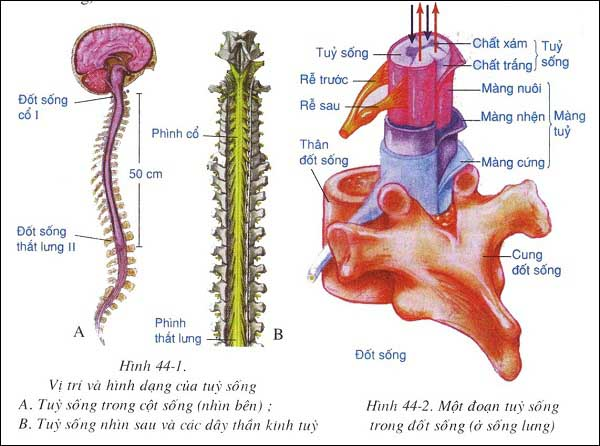 Đốt sống
cổ I
50 cm
Đốt sống
thắt lưng II
A
Phình cổ
Phình
thắt lưng
B
Hình 44-1.
Vị trí và hình dạng của tuỷ sống
A. Tuỷ sống trong cột sống (nhìn bên) ;
B. Tuỷ sống nhìn sau và các dây thần kinh tuỷ
Tuỷ sống
Rễ trước
Rễ sau
Thân
đốt sống
Chất xám
Chất trắng
Tuỷ
sống
Màng nuôi
Màng nhện
Màng cứng
Màng
tuỷ
Cung
đốt sống
Đốt sống
Hình 44-2. Một đoạn tuỷ sống
trong đốt sống (ở sống lưng)